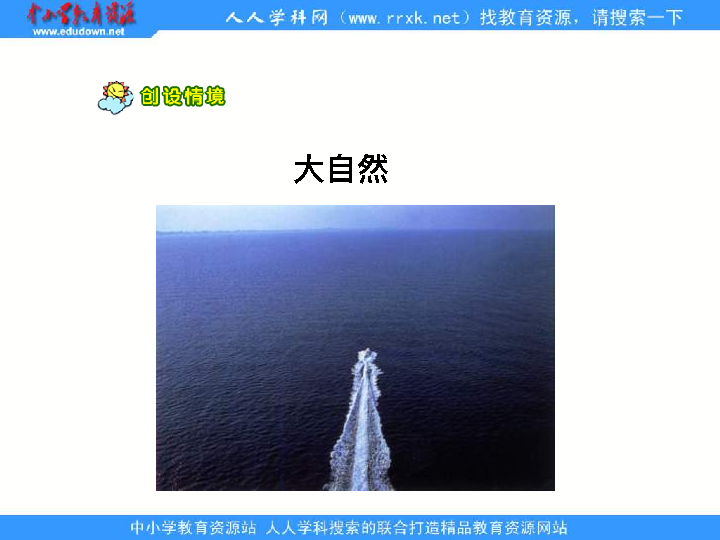 中小学教育资源
www.edudown.net
人人学科网（www.rrxk.net）找教育资源，请搜索一下
创设情境
大自然
中小学教育资源站 人人学科搜索的联合打造精品教育资源网站